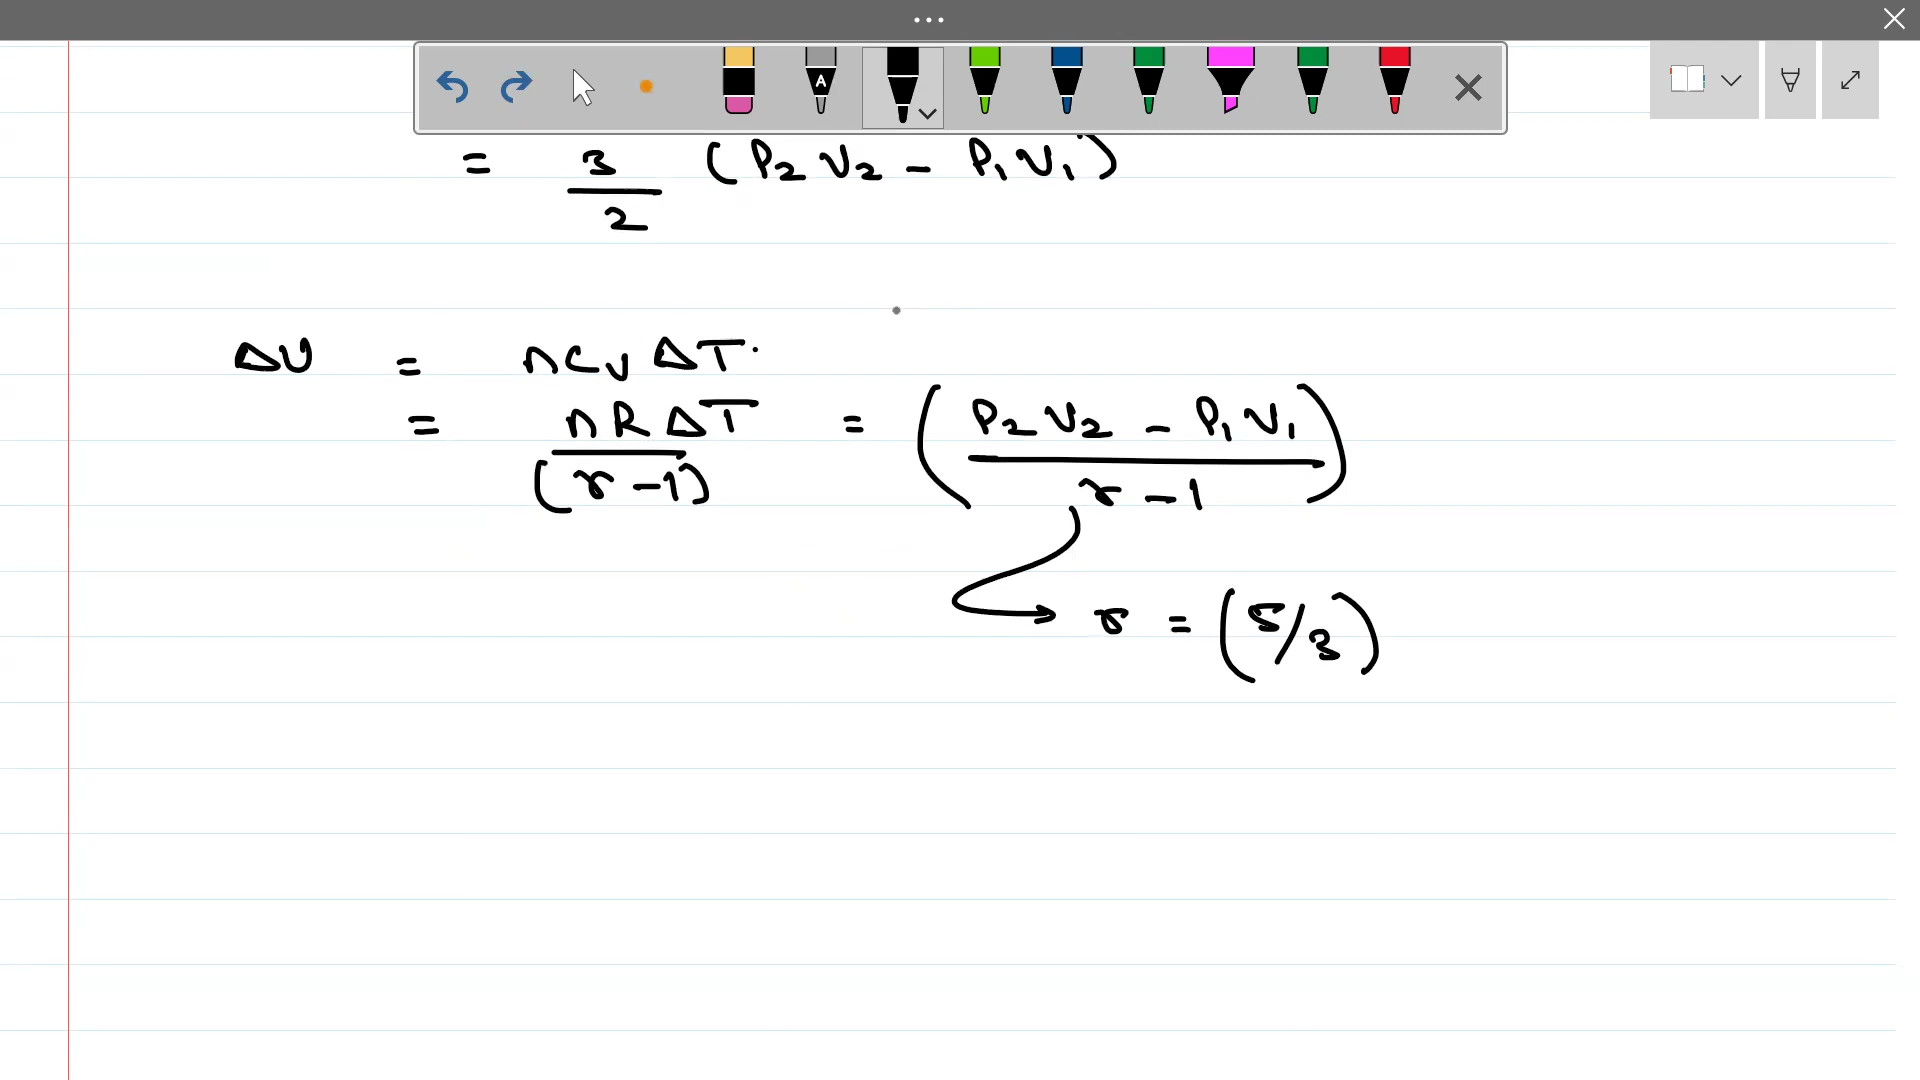 = 3/2 (P₂V₂ - P₁V₁)
ΔU = nCᵥΔT.
= nRΔT/(γ-1) = (P₂V₂ - P₁V₁/γ-1)
γ = (5/3)